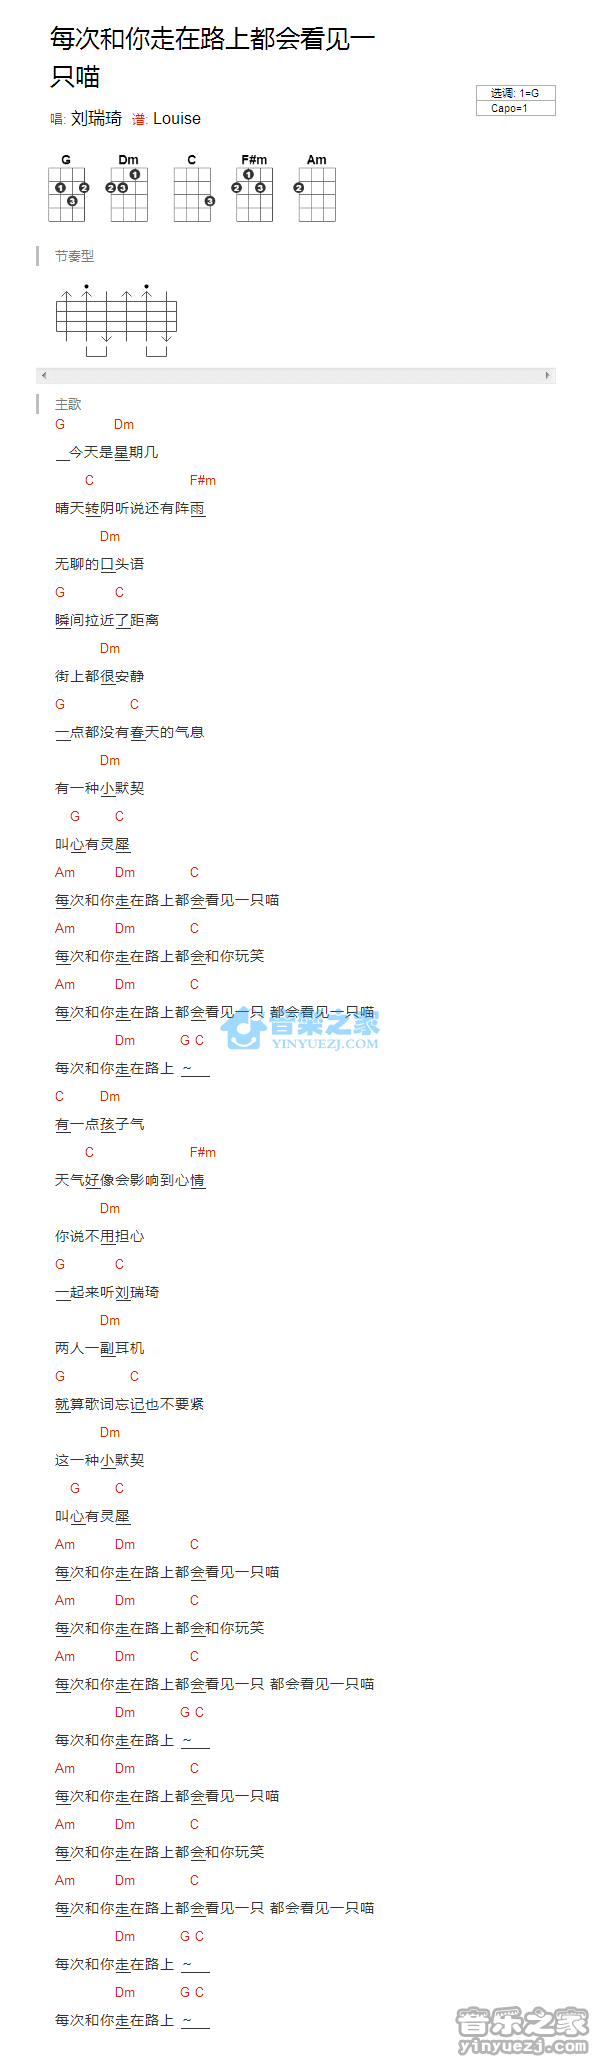 每次和你走在路上都会看见一
只喵
选调: 1=G
Capo=1
唱: 刘瑞琦 谱: Louise
G Dm C F#m Am
节奏型
主歌
G Dm
今天是星期几
C F#m
晴天转阴听说还有阵雨
Dm
无聊的口头语
G C
瞬间拉近了距离
Dm
街上都很安静
G C
一点都没有春天的气息
Dm
有一种小默契
G C
叫心有灵犀
Am Dm C
每次和你走在路上都会看见一只喵
Am Dm C
每次和你走在路上都会和你玩笑
Am Dm C
每次和你走在路上都会看见一只 都会看见一只喵
音乐之家
YINYUEZJ.COM
Dm G C
每次和你走在路上 ~
C Dm
有一点孩子气
C F#m
天气好像会影响到心情
Dm
你说不用担心
G C
一起来听刘瑞琦
Dm
两人一副耳机
G C
就算歌词忘记也不要紧
Dm
这一种小默契
G C
叫心有灵犀
Am Dm C
每次和你走在路上都会看见一只喵
Am Dm C
每次和你走在路上都会和你玩笑
Am Dm C
每次和你走在路上都会看见一只 都会看见一只喵
Dm G C
每次和你走在路上 ~
Am Dm C
每次和你走在路上都会看见一只喵
Am Dm C
每次和你走在路上都会和你玩笑
Am Dm C
每次和你走在路上都会看见一只 都会看见一只喵
Dm G C
每次和你走在路上 ~
Dm G C
每次和你走在路上 ~
音乐之家
yinyuezj.com